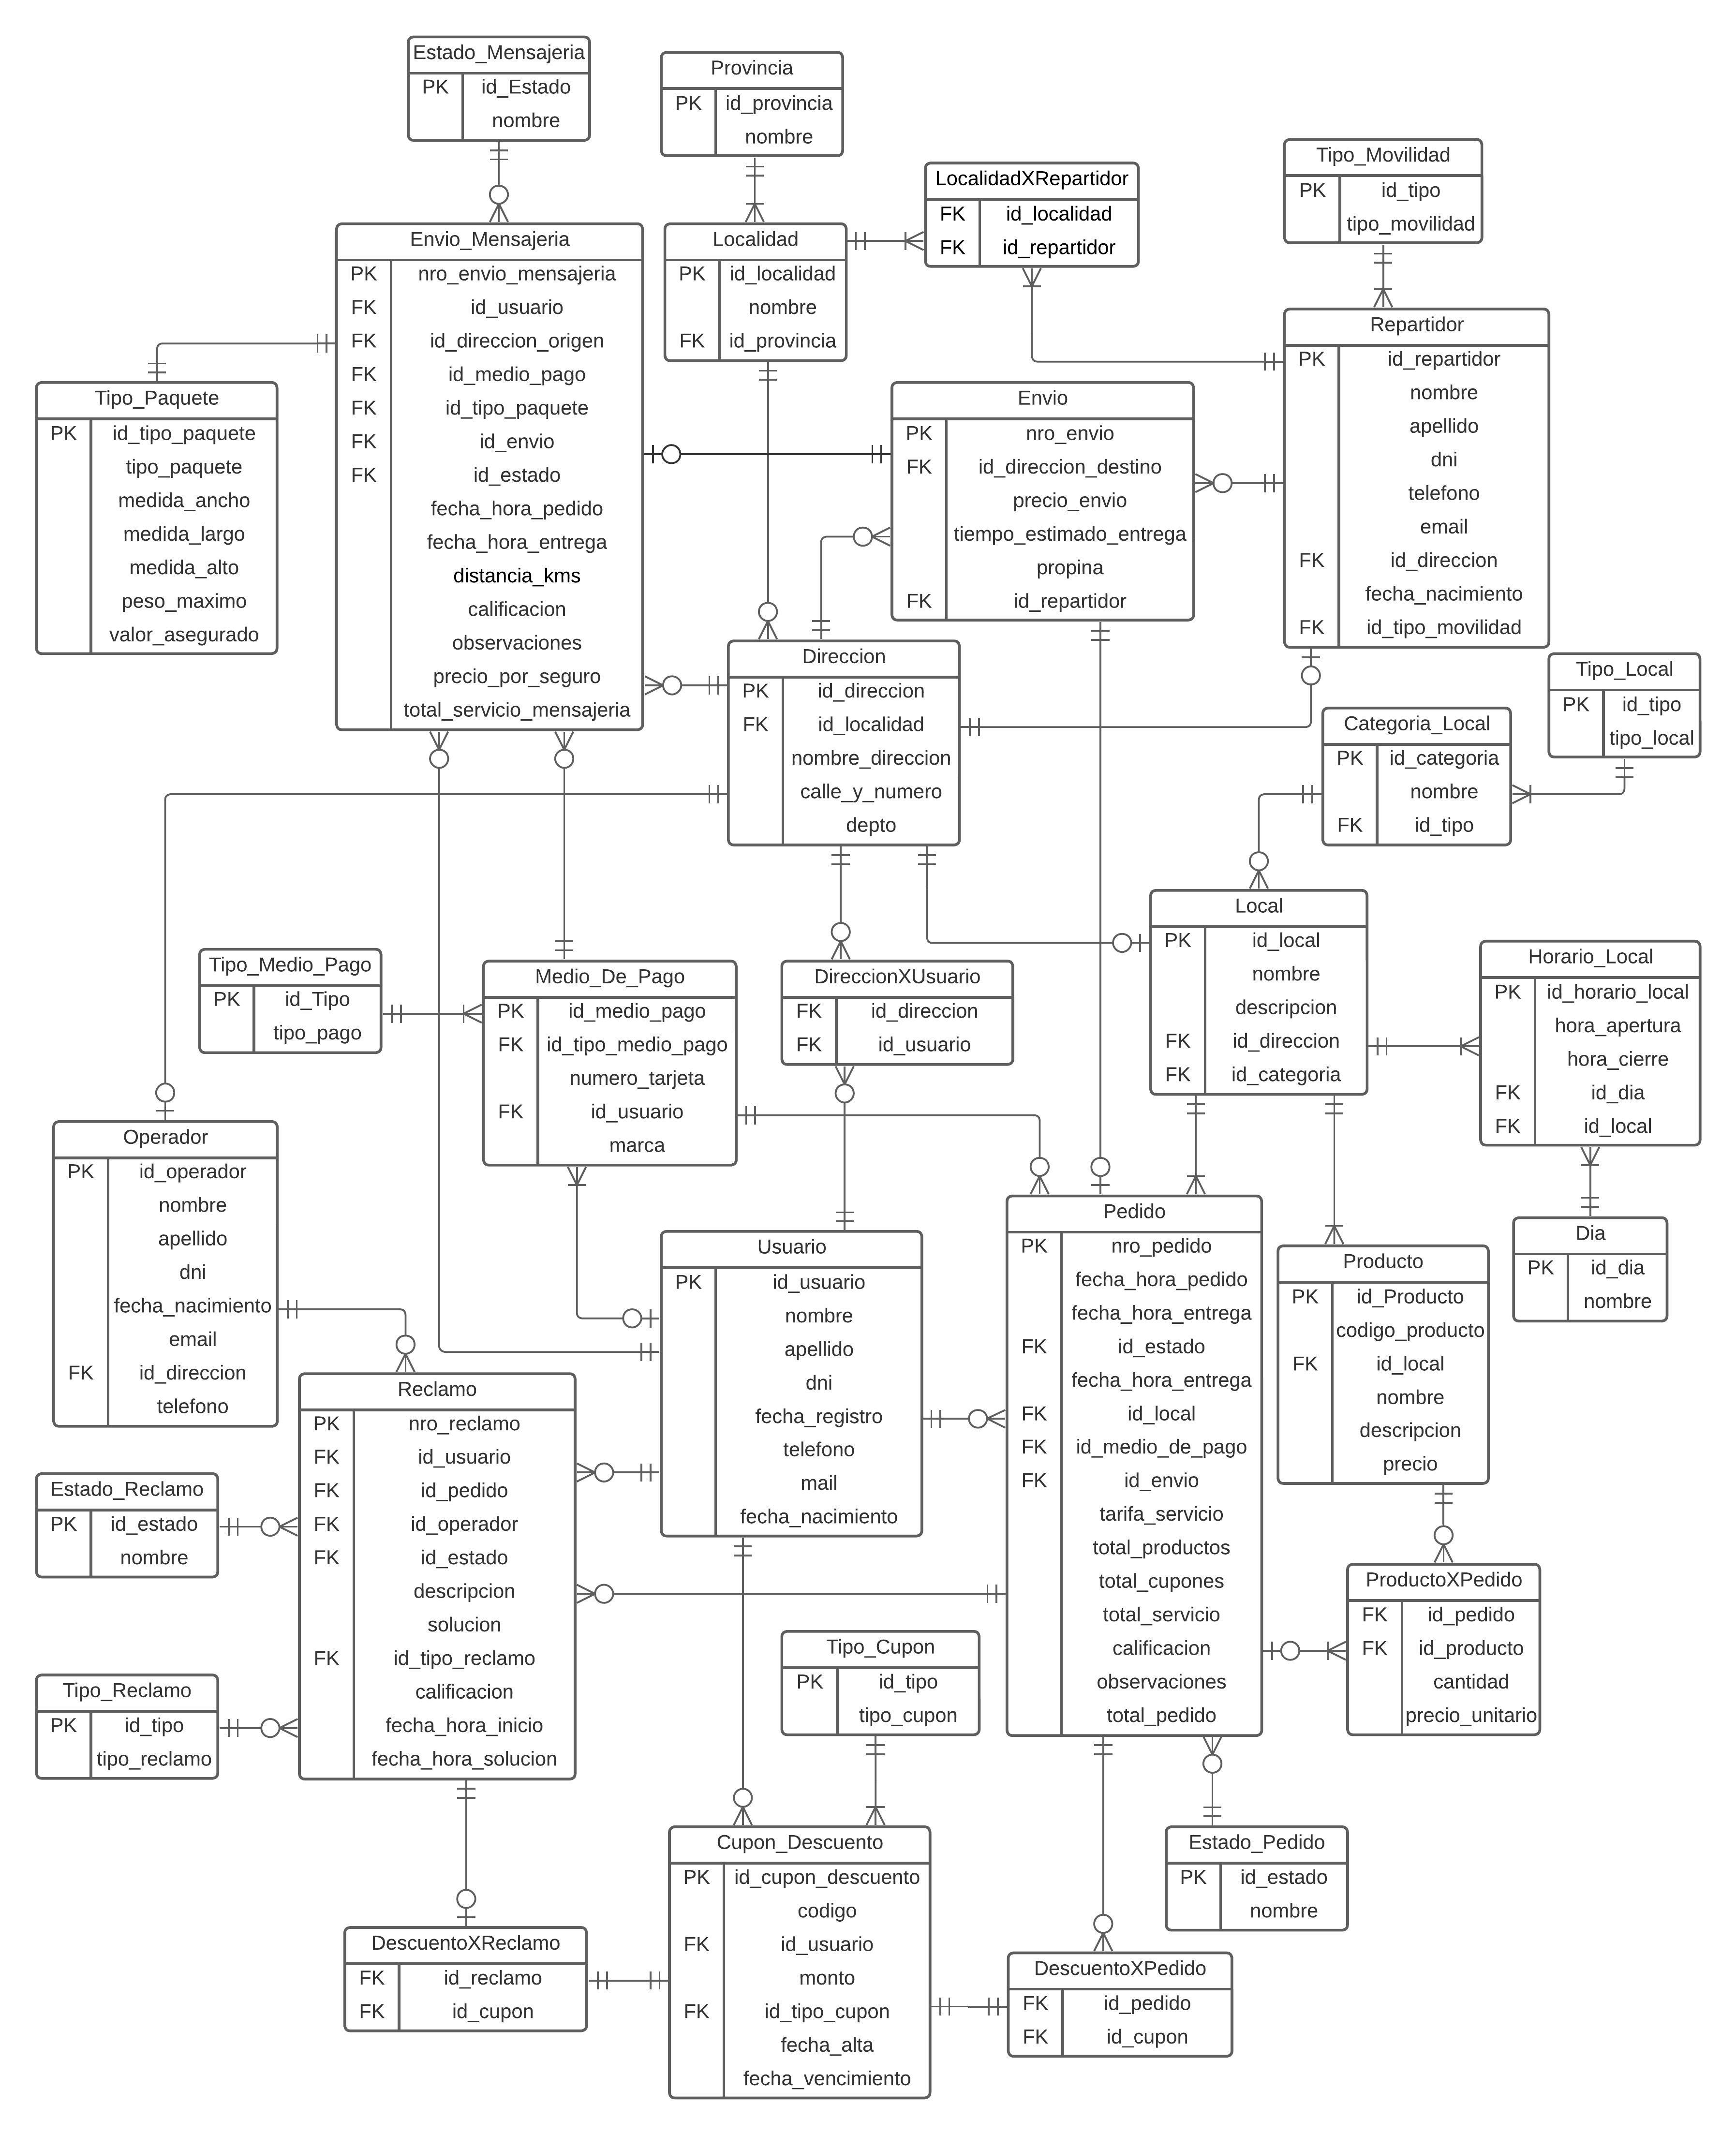 Estado_Mensajeria
PK id_Estado
nombre
Provincia
PK id_provincia
nombre
LocalidadXRepartidor
FK id_localidad
FK id_repartidor
Tipo_Movilidad
PK id_tipo
tipo_movilidad
Envio_Mensajeria
PK nro_envio_mensajeria
FK id_usuario
FK id_direccion_origen
FK id_medio_pago
FK id_tipo_paquete
FK id_envio
FK id_estado
fecha_hora_pedido
fecha_hora_entrega
distancia_kms
calificacion
observaciones
precio_por_seguro
total_servicio_mensajeria
Localidad
PK id_localidad
nombre
FK id_provincia
Repartidor
PK id_repartidor
nombre
apellido
dni
telefono
email
FK id_direccion
fecha_nacimiento
FK id_tipo_movilidad
Tipo_Paquete
PK id_tipo_paquete
tipo_paquete
medida_ancho
medida_largo
medida_alto
peso_maximo
valor_asegurado
Envio
PK nro_envio
FK id_direccion_destino
precio_envio
tiempo_estimado_entrega
propina
FK id_repartidor
Direccion
PK id_direccion
FK id_localidad
nombre_direccion
calle_y_numero
depto
Tipo_Local
PK id_tipo
tipo_local
Categoria_Local
PK id_categoria
nombre
FK id_tipo
Local
PK id_local
nombre
descripcion
FK id_direccion
FK id_categoria
Horario_Local
PK id_horario_local
hora_apertura
hora_cierre
FK id_dia
FK id_local
Tipo_Medio_Pago
PK id_Tipo
tipo_pago
Medio_De_Pago
PK id_medio_pago
FK id_tipo_medio_pago
numero_tarjeta
FK id_usuario
marca
DireccionXUsuario
FK id_direccion
FK id_usuario
Operador
PK id_operador
nombre
apellido
dni
fecha_nacimiento
email
FK id_direccion
telefono
Usuario
PK id_usuario
nombre
apellido
dni
fecha_registro
telefono
mail
fecha_nacimiento
Pedido
PK nro_pedido
fecha_hora_pedido
fecha_hora_entrega
FK id_estado
fecha_hora_entrega
FK id_local
FK id_medio_de_pago
FK id_envio
tarifa_servicio
total_productos
total_cupones
total_servicio
calificacion
observaciones
total_pedido
Producto
PK id_Producto
codigo_producto
FK id_local
nombre
descripcion
precio
Dia
PK id_dia
nombre
Reclamo
PK nro_reclamo
FK id_usuario
FK id_pedido
FK id_operador
FK id_estado
descripcion
solucion
FK id_tipo_reclamo
calificacion
fecha_hora_inicio
fecha_hora_solucion
Estado_Reclamo
PK id_estado
nombre
Tipo_Reclamo
PK id_tipo
tipo_reclamo
Tipo_Cupon
PK id_tipo
tipo_cupon
ProductoXPedido
FK id_pedido
FK id_producto
cantidad
precio_unitario
Cupon_Descuento
PK id_cupon_descuento
codigo
FK id_usuario
monto
FK id_tipo_cupon
fecha_alta
fecha_vencimiento
Estado_Pedido
PK id_estado
nombre
DescuentoXReclamo
FK id_reclamo
FK id_cupon
DescuentoXPedido
FK id_pedido
FK id_cupon